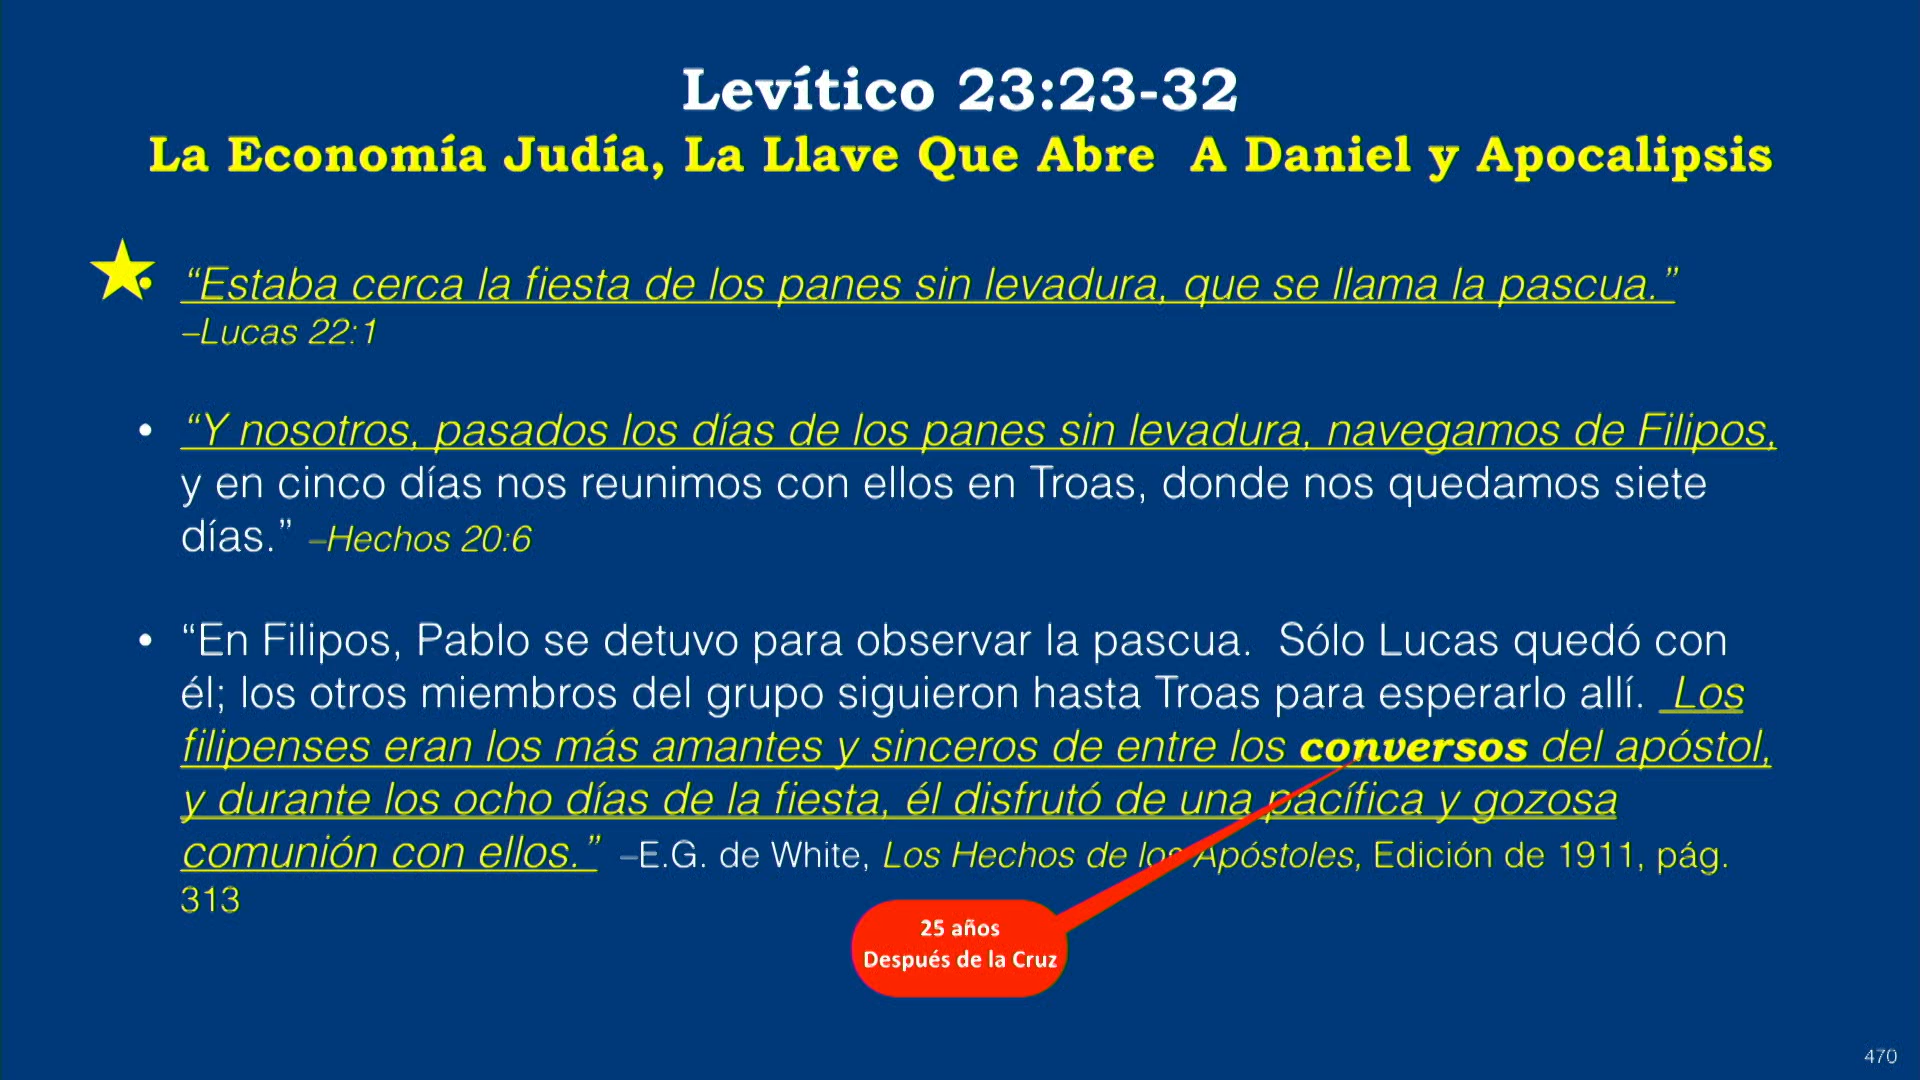 Levítico 23:23-32
La Economía Judía, La Llave Que Abre  A Daniel y Apocalipsis
• “Estaba cerca la fiesta de los panes sin levadura, que se llama la pascua.”
–Lucas 22:1
• “Y nosotros, pasados los días de los panes sin levadura, navegamos de Filipos,
y en cinco días nos reunimos con ellos en Troas, donde nos quedamos siete
días.” –Hechos 20:6
• “En Filipos, Pablo se detuvo para observar la pascua.  Sólo Lucas quedó con
él; los otros miembros del grupo siguieron hasta Troas para esperarlo allí.  Los
filipenses eran los más amantes y sinceros de entre los conversos del apóstol,
y durante los ocho días de la fiesta, él disfrutó de una pacífica y gozosa
comunión con ellos.”  –E.G. de White, Los Hechos de los Apóstoles, Edición de 1911, pág.
313
25 años
Después de la Cruz
470